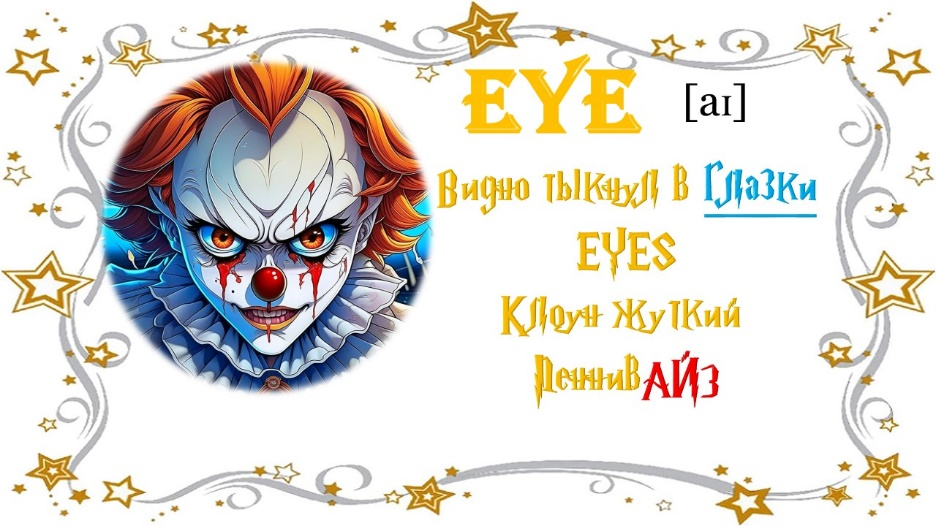 EYE [aɪ]
Видно тыкнул в Глазки
EYES
Клоун жуткий
ПеннивАЙз